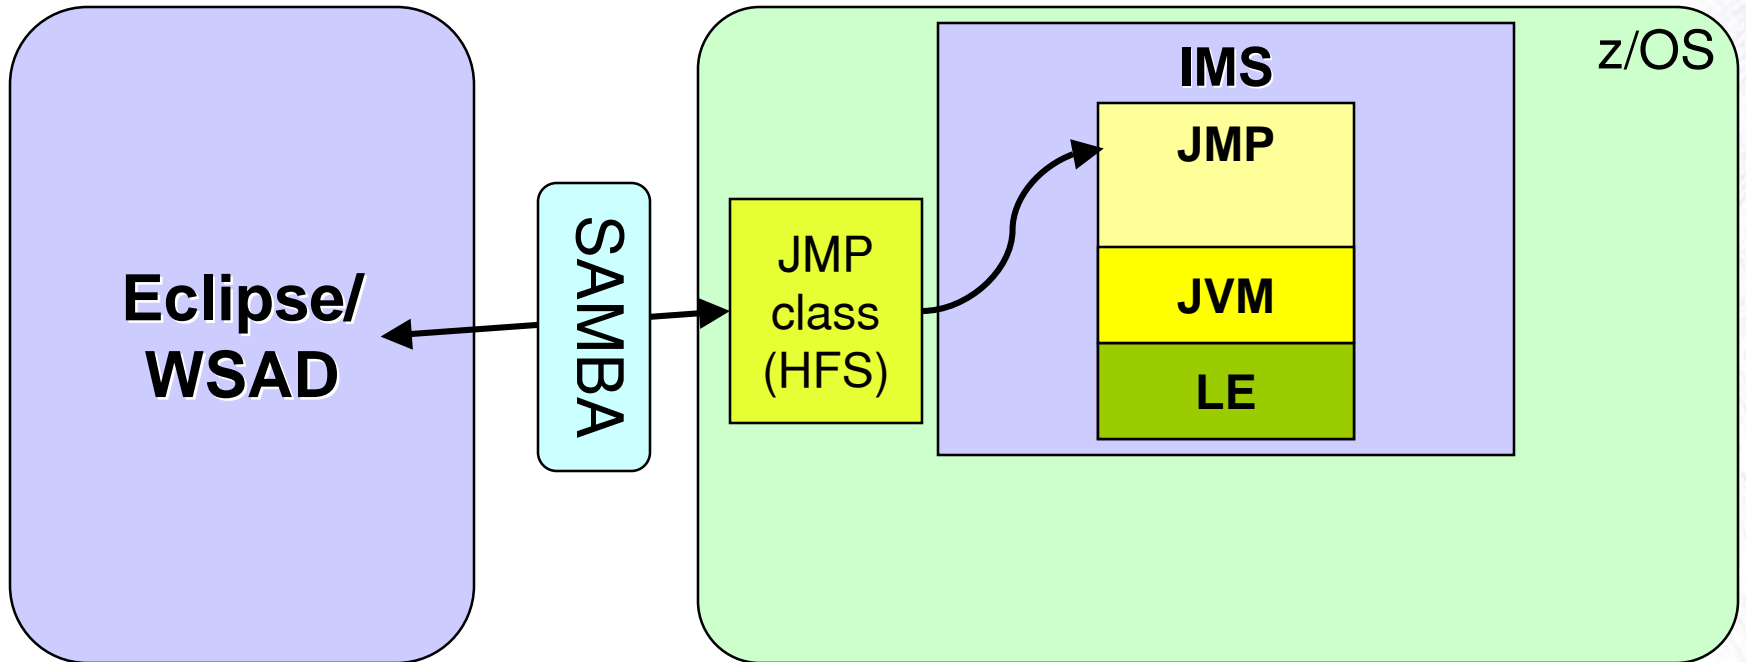 Eclipse/
WSAD
SAMBA
z/OS
JMP
class
(HFS)
IMS
JMP
JVM
LE